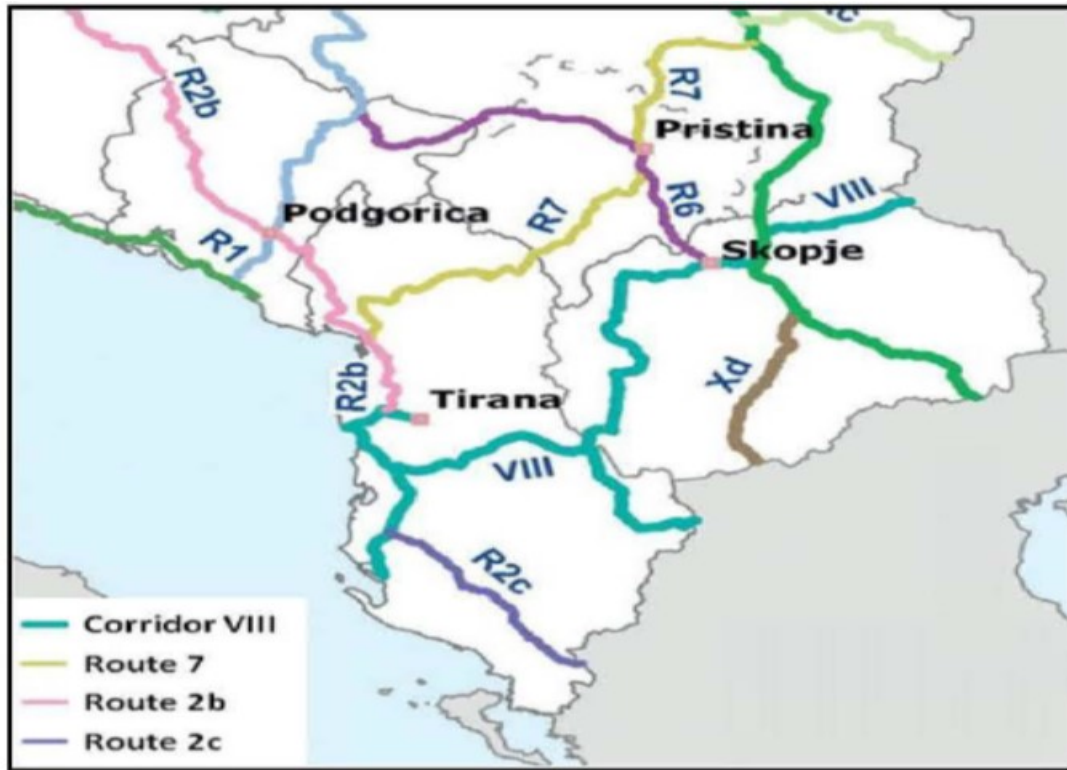 R2b
R7
Pristina
R6
VIII
Podgorica
R1
R7
Skopje
R2b
Xd
Tirana
VIII
R2c
Corridor VIII
Route 7
Route 2b
Route 2c